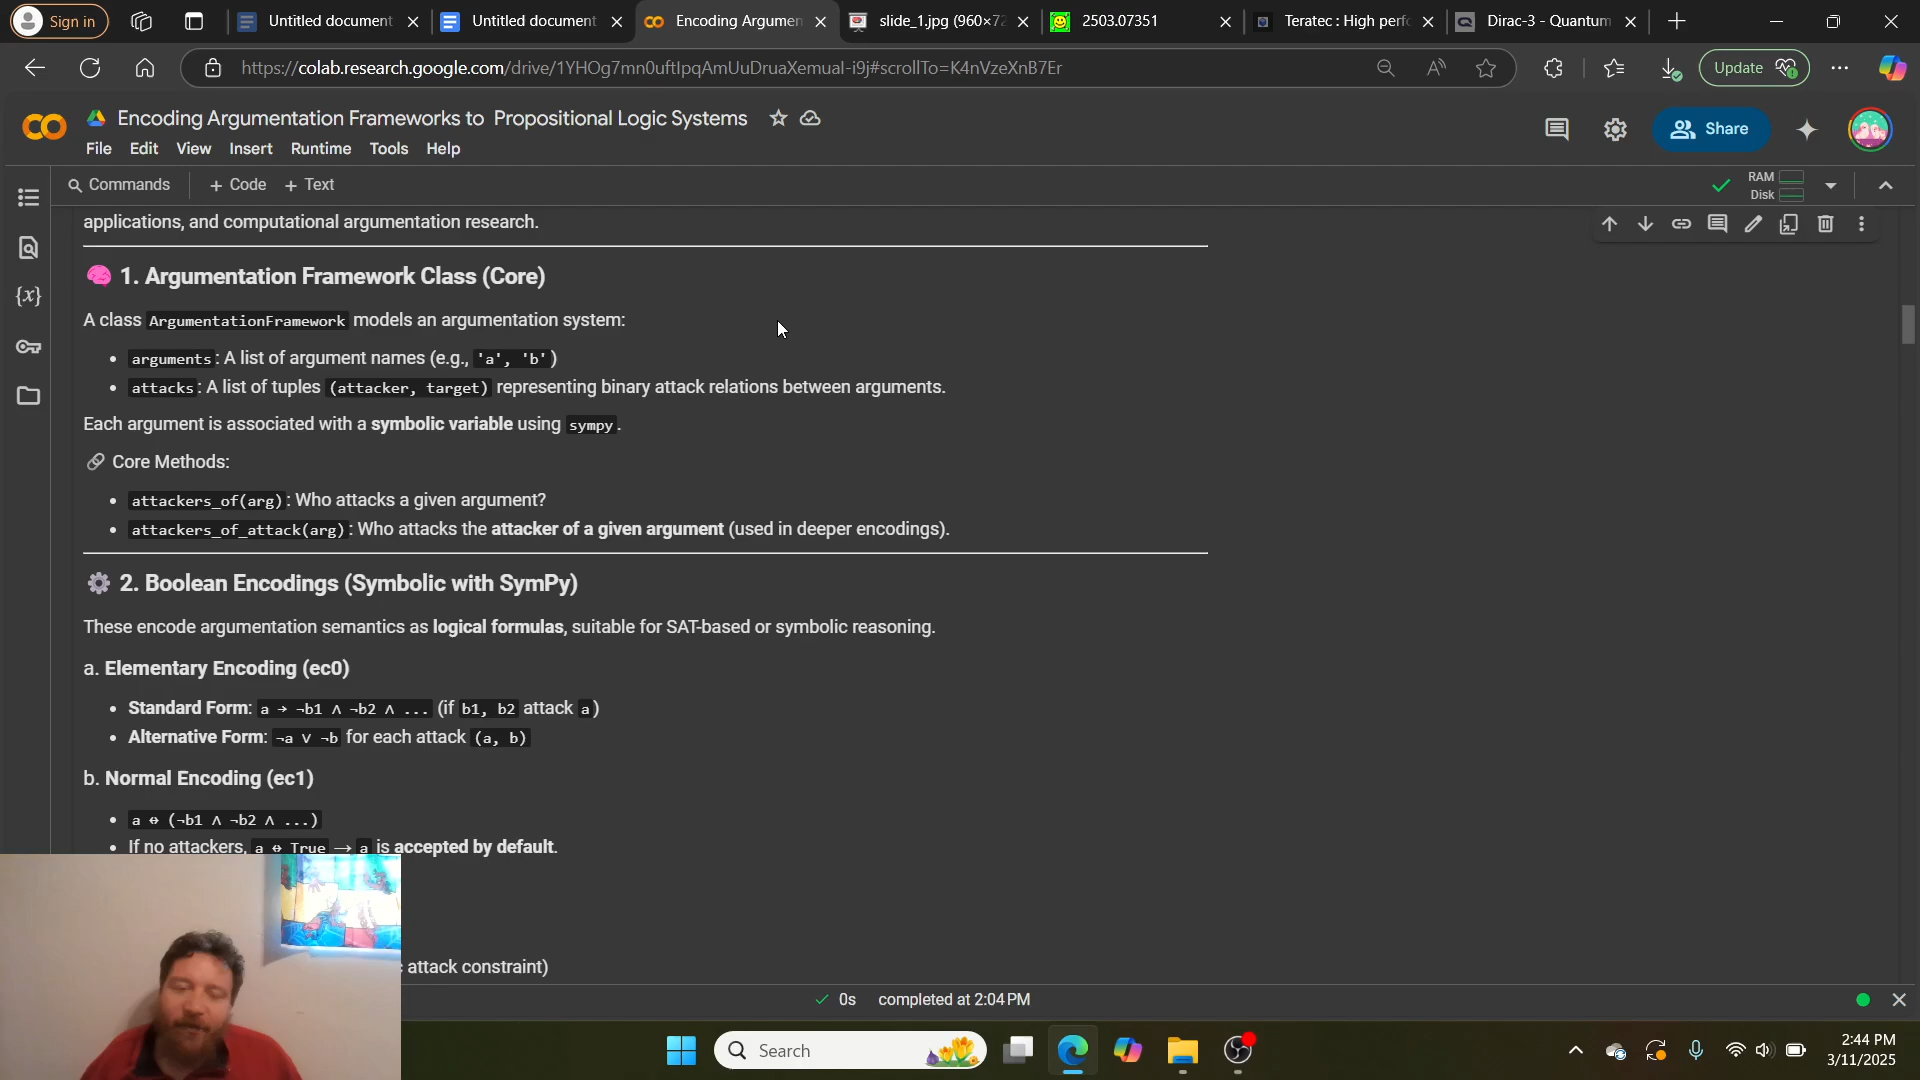 Sign in
Untitled document
Untitled document
Encoding Argumen
slide_1.jpg (960×72
2503.07351
Teratec : High perfo
Dirac-3 - Quantum
https://colab.research.google.com/drive/1YHOg7mn0uftIpqAmUuDruaXemuaI-i9j#scrollTo=K4nVzeXnB7Er
Update
Encoding Argumentation Frameworks to Propositional Logic Systems
File Edit View Insert Runtime Tools Help
Share
Commands + Code + Text
RAM
Disk
applications, and computational argumentation research.
1. Argumentation Framework Class (Core)
A class ArgumentationFramework models an argumentation system:
• arguments: A list of argument names (e.g., 'a', 'b')
• attacks: A list of tuples (attacker, target) representing binary attack relations between arguments.
Each argument is associated with a symbolic variable using sympy.
Core Methods:
• attackers_of(arg): Who attacks a given argument?
• attackers_of_attack(arg): Who attacks the attacker of a given argument (used in deeper encodings).
2. Boolean Encodings (Symbolic with SymPy)
These encode argumentation semantics as logical formulas, suitable for SAT-based or symbolic reasoning.
a. Elementary Encoding (ec0)
• Standard Form: a → ¬b1 ∧ ¬b2 ∧ ... (if b1, b2 attack a)
• Alternative Form: ¬a ∨ ¬b for each attack (a, b)
b. Normal Encoding (ec1)
• a ↔ (¬b1 ∧ ¬b2 ∧ ...)
• If no attackers, a ↔ True → a is accepted by default.
attack constraint)
0s completed at 2:04 PM
Search
2:44 PM
3/11/2025